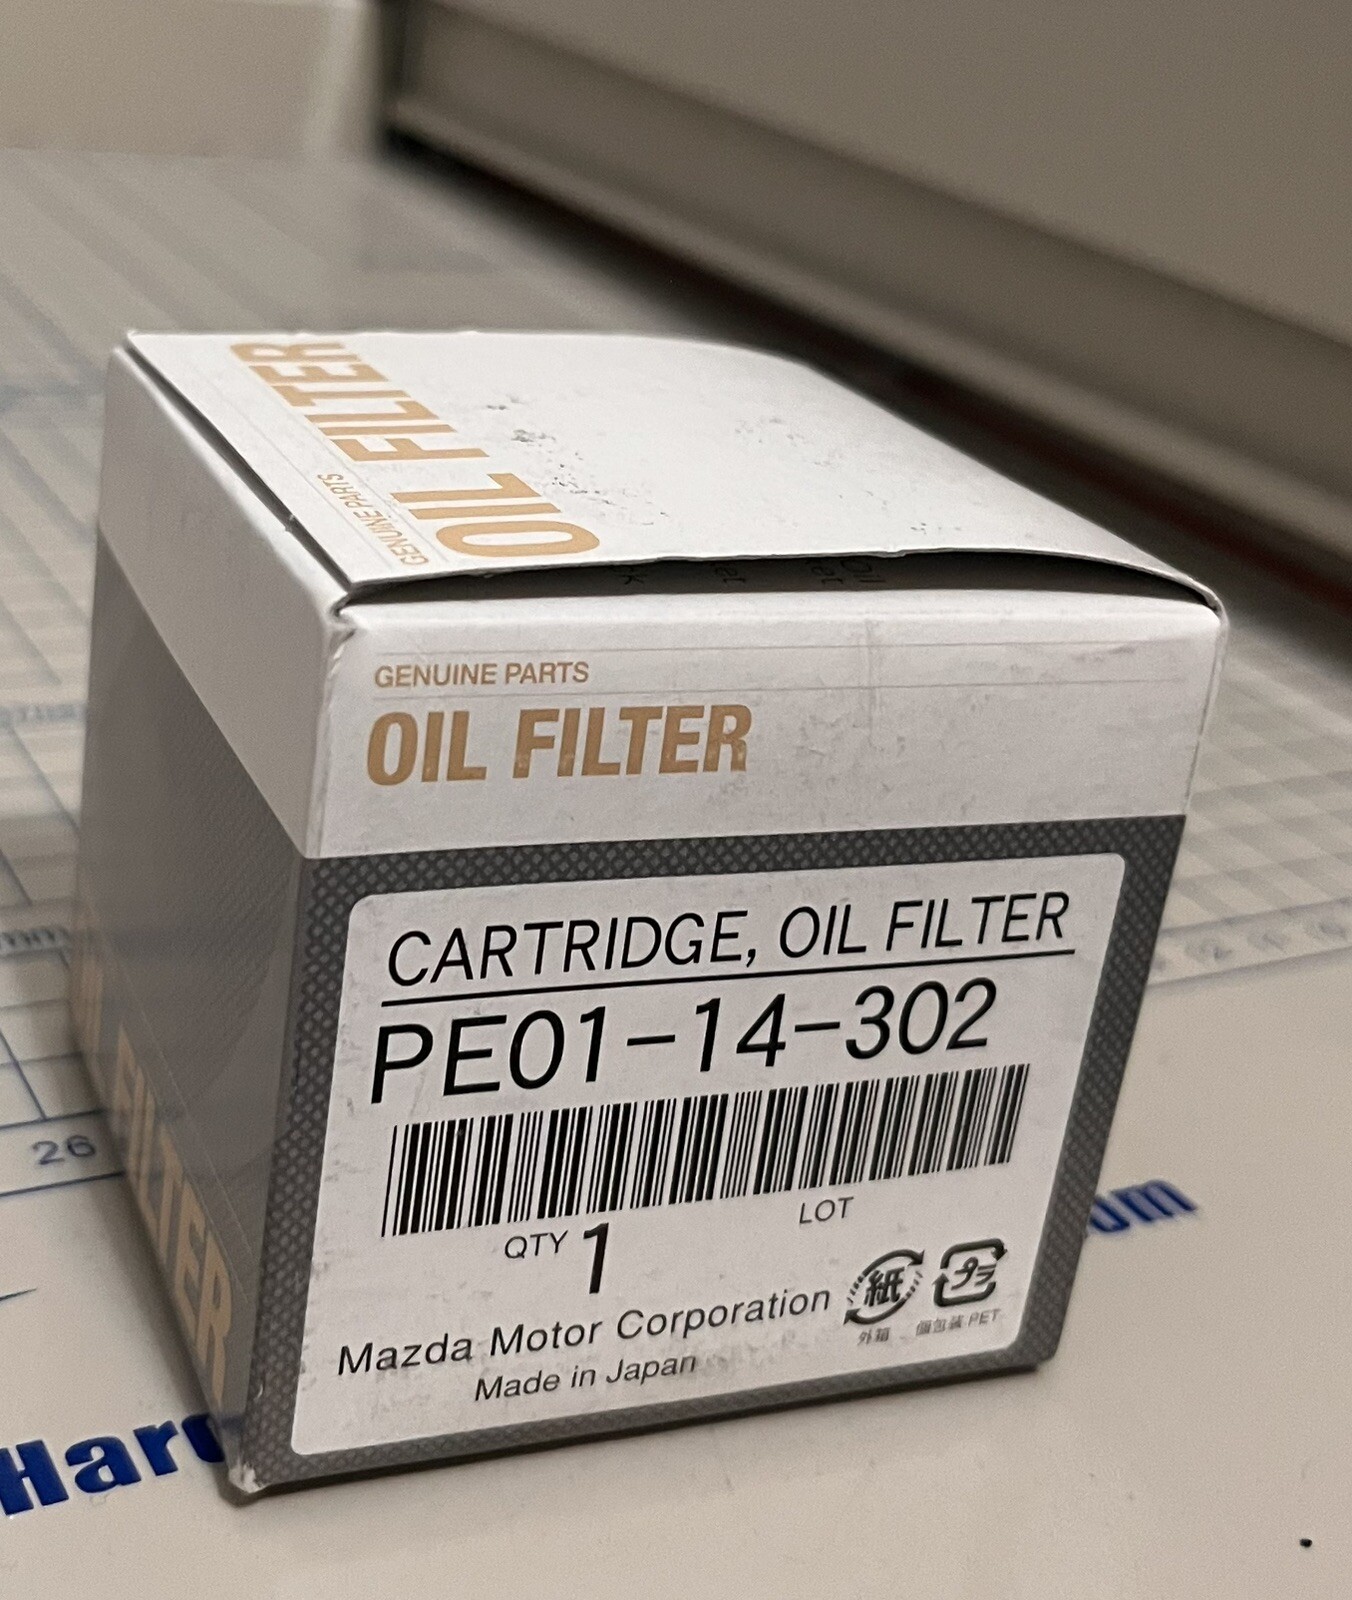 GENUINE PARTS
OIL FILTER
GENUINE PARTS
OIL FILTER
CARTRIDGE, OIL FILTER
PE01-14-302
QTY 1
LOT
Mazda Motor Corporation
Made in Japan
紙
プラ
外箱
個包装:PET
FILTER
26
mm
Oil